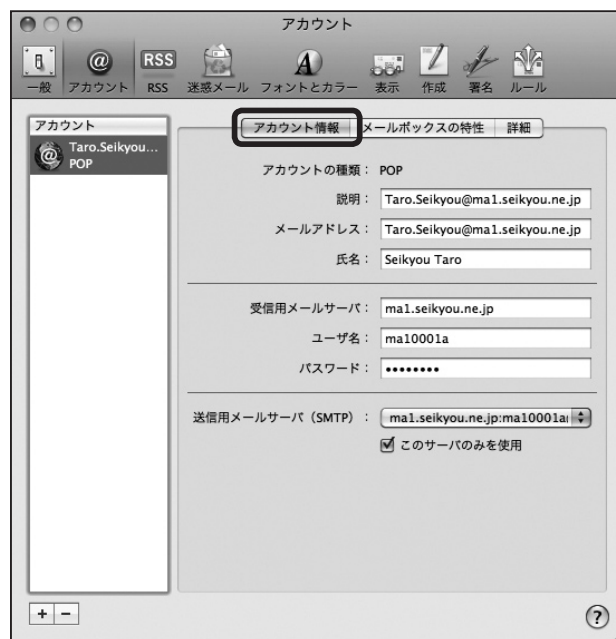 アカウント
RSS
一般 アカウント RSS 迷惑メール フォントとカラー 表示 作成 署名 ルール
アカウント
Taro.Seikyou...
POP
アカウント情報 メールボックスの特性 詳細
アカウントの種類： POP
説明： Taro.Seikyou@ma1.seikyou.ne.jp
メールアドレス： Taro.Seikyou@ma1.seikyou.ne.jp
氏名： Seikyou Taro
受信用メールサーバ： ma1.seikyou.ne.jp
ユーザ名： ma10001a
パスワード： ••••••••
送信用メールサーバ（SMTP）： ma1.seikyou.ne.jp:ma10001a
このサーバのみを使用